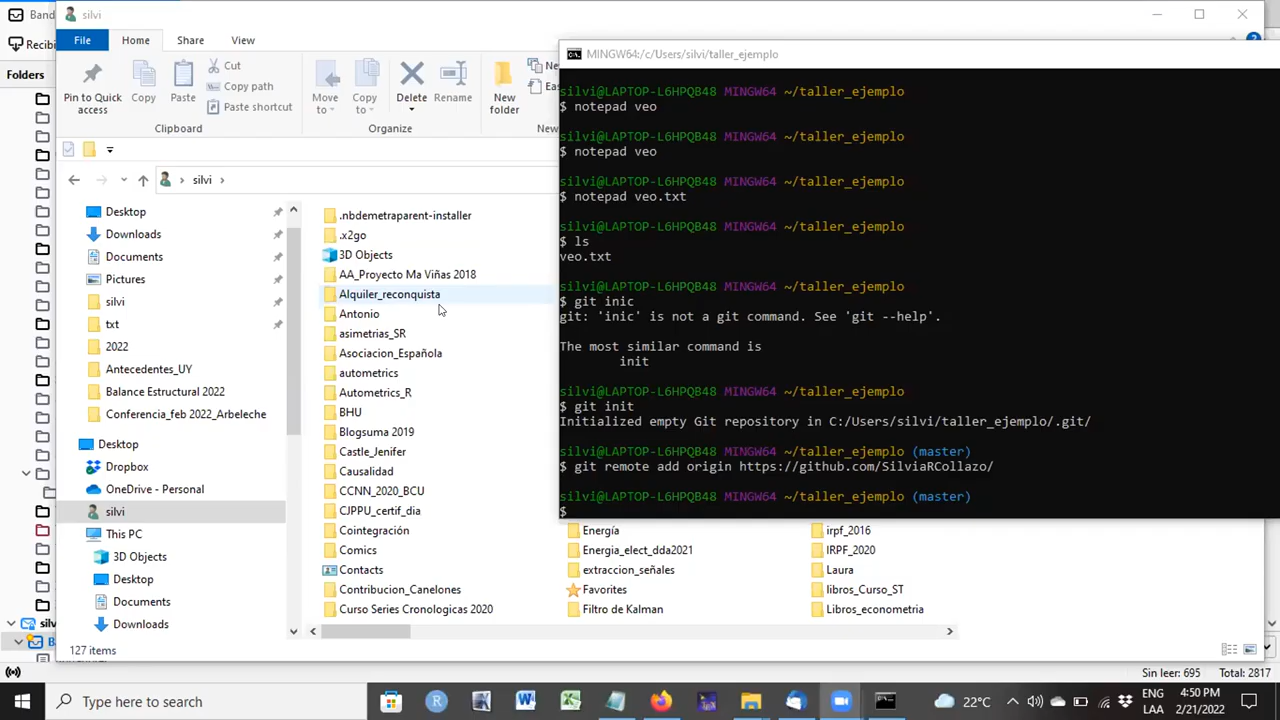 Band
silvi
Recibi
File
Home
Share
View
Pin to Quick
access
Copy
Paste
Cut
Copy path
Paste shortcut
Clipboard
Move
to
Copy
to
Delete
Rename
Organize
New
folder
Ne
Eas
New
silvi
Folders
Desktop
Downloads
Documents
Pictures
silvi
txt
2022
Antecedentes_UY
Balance Estructural 2022
Conferencia_feb 2022_Arbeleche
Desktop
Dropbox
OneDrive - Personal
silvi
This PC
3D Objects
Desktop
Documents
Downloads
.nbdemetraparent-installer
.x2go
3D Objects
AA_Proyecto Ma Viñas 2018
Alquiler_reconquista
Antonio
asimetrias_SR
Asociacion_Española
autometrics
Autometrics_R
BHU
Blogsuma 2019
Castle_Jenifer
Causalidad
CCNN_2020_BCU
CJPPU_certif_dia
Cointegración
Comics
Contacts
Contribucion_Canelones
Curso Series Cronologicas 2020
Energía
Energia_elect_dda2021
extraccion_señales
Favorites
Filtro de Kalman
irpf_2016
IRPF_2020
Laura
libros_Curso_ST
Libros_econometria
MINGW64:/c/Users/silvi/taller_ejemplo
silvi@LAPTOP-L6HPQB48 MINGW64 ~/taller_ejemplo
$ notepad veo
silvi@LAPTOP-L6HPQB48 MINGW64 ~/taller_ejemplo
$ notepad veo
silvi@LAPTOP-L6HPQB48 MINGW64 ~/taller_ejemplo
$ notepad veo.txt
silvi@LAPTOP-L6HPQB48 MINGW64 ~/taller_ejemplo
$ ls
veo.txt
silvi@LAPTOP-L6HPQB48 MINGW64 ~/taller_ejemplo
$ git inic
git: 'inic' is not a git command. See 'git --help'.
The most similar command is
init
silvi@LAPTOP-L6HPQB48 MINGW64 ~/taller_ejemplo
$ git init
Initialized empty Git repository in C:/Users/silvi/taller_ejemplo/.git/
silvi@LAPTOP-L6HPQB48 MINGW64 ~/taller_ejemplo (master)
$ git remote add origin https://github.com/SilviaRCollazo/
silvi@LAPTOP-L6HPQB48 MINGW64 ~/taller_ejemplo (master)
$
silv
B
127 items
Sin leer: 695
Total: 2817
Type here to search
22°C
ENG
LAA
4:50 PM
2/21/2022